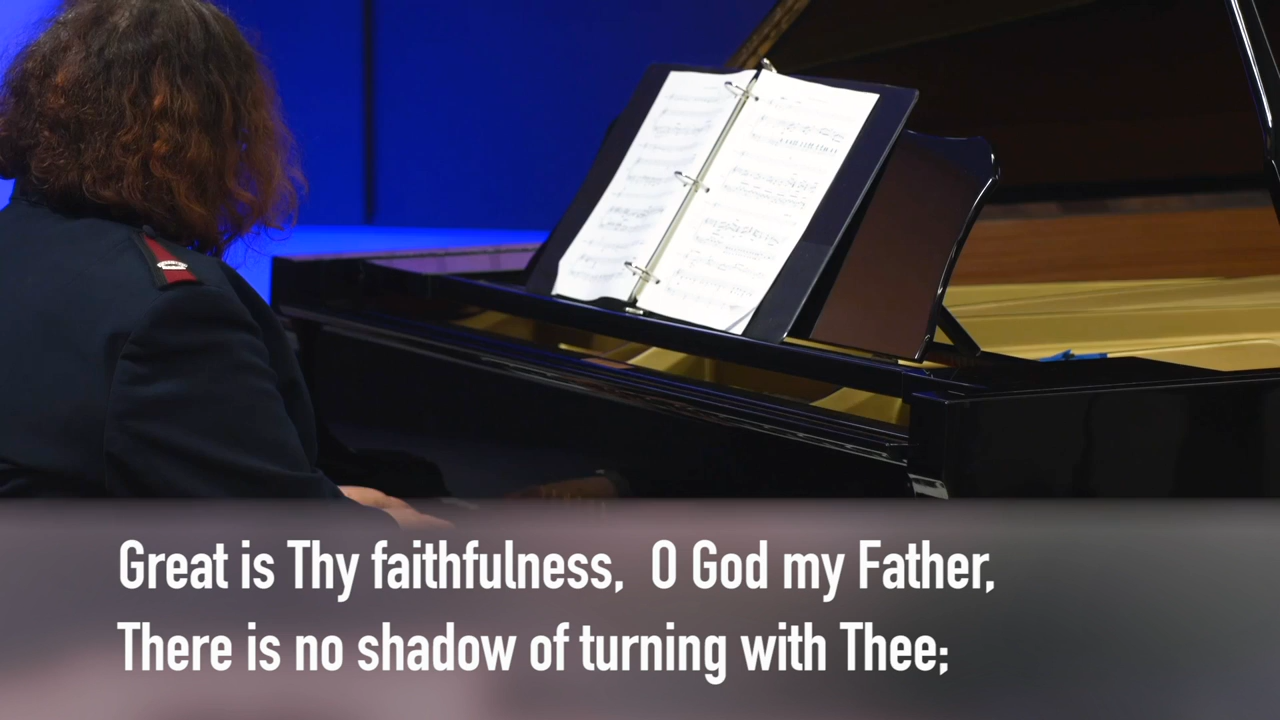 Great is Thy faithfulness, O God my Father,
There is no shadow of turning with Thee;